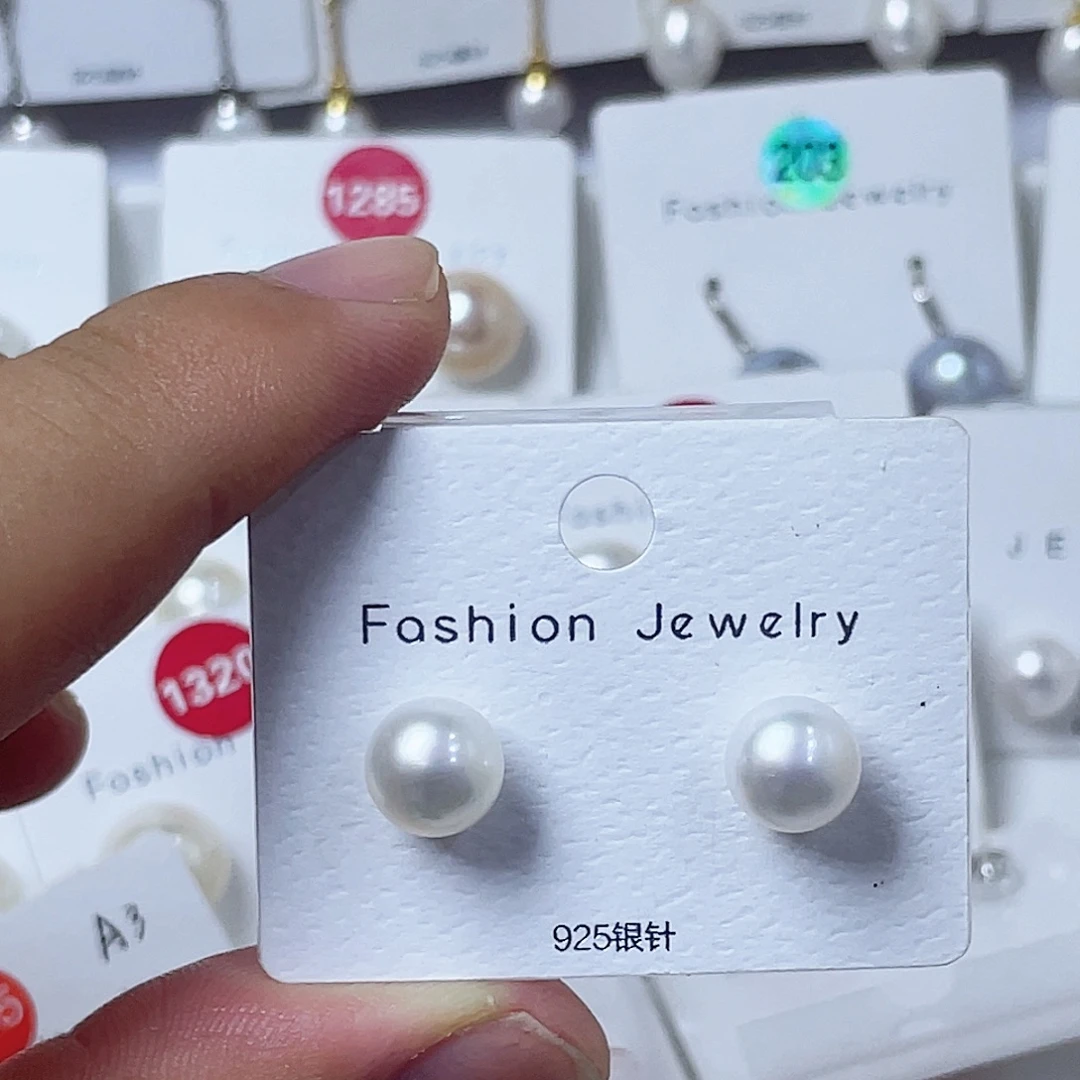 1285
203
Fashion Jewelry
J E
Fashion Jewelry
1320
Fashion
A3
925银针